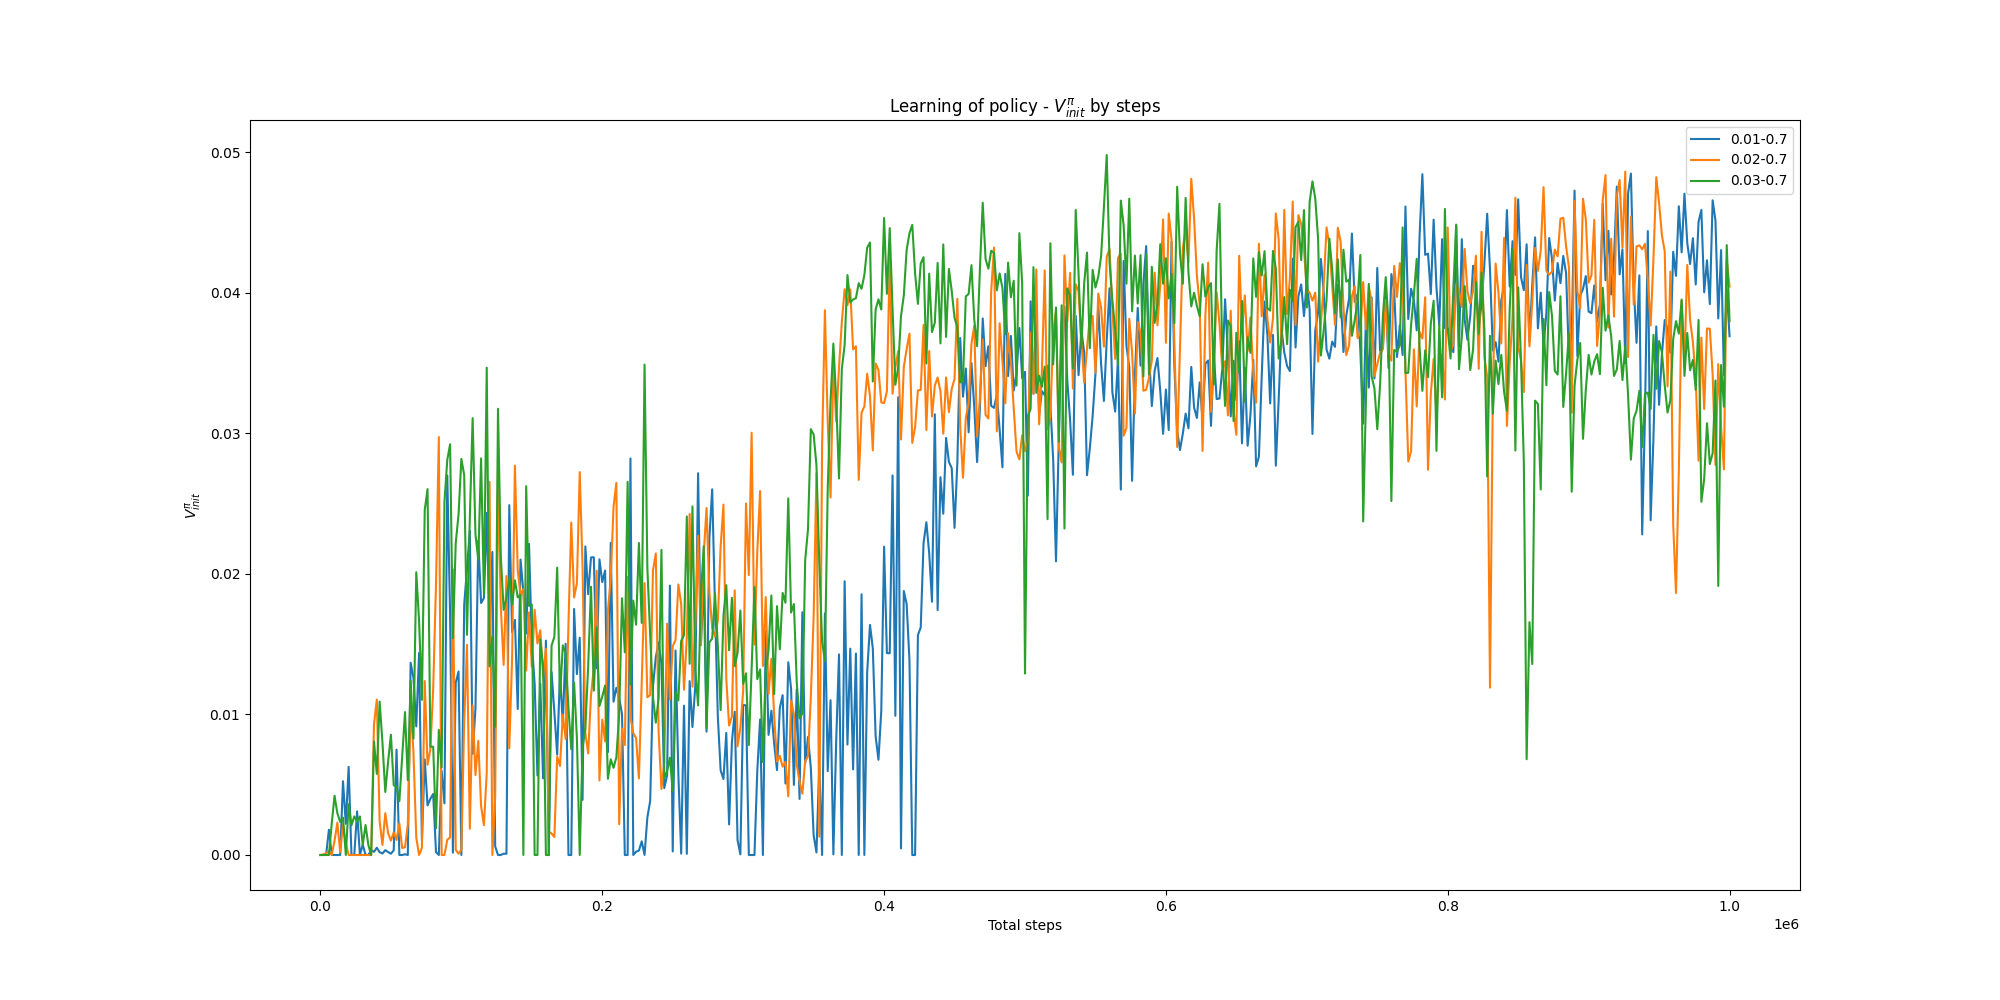 Learning of policy - $V^{\pi}_{init}$ by steps
0.01-0.7
0.02-0.7
0.03-0.7
$V^{\pi}_{init}$
0.05
0.04
0.03
0.02
0.01
0.00
0.0 0.2 0.4 0.6 0.8 1.0
Total steps
1e6